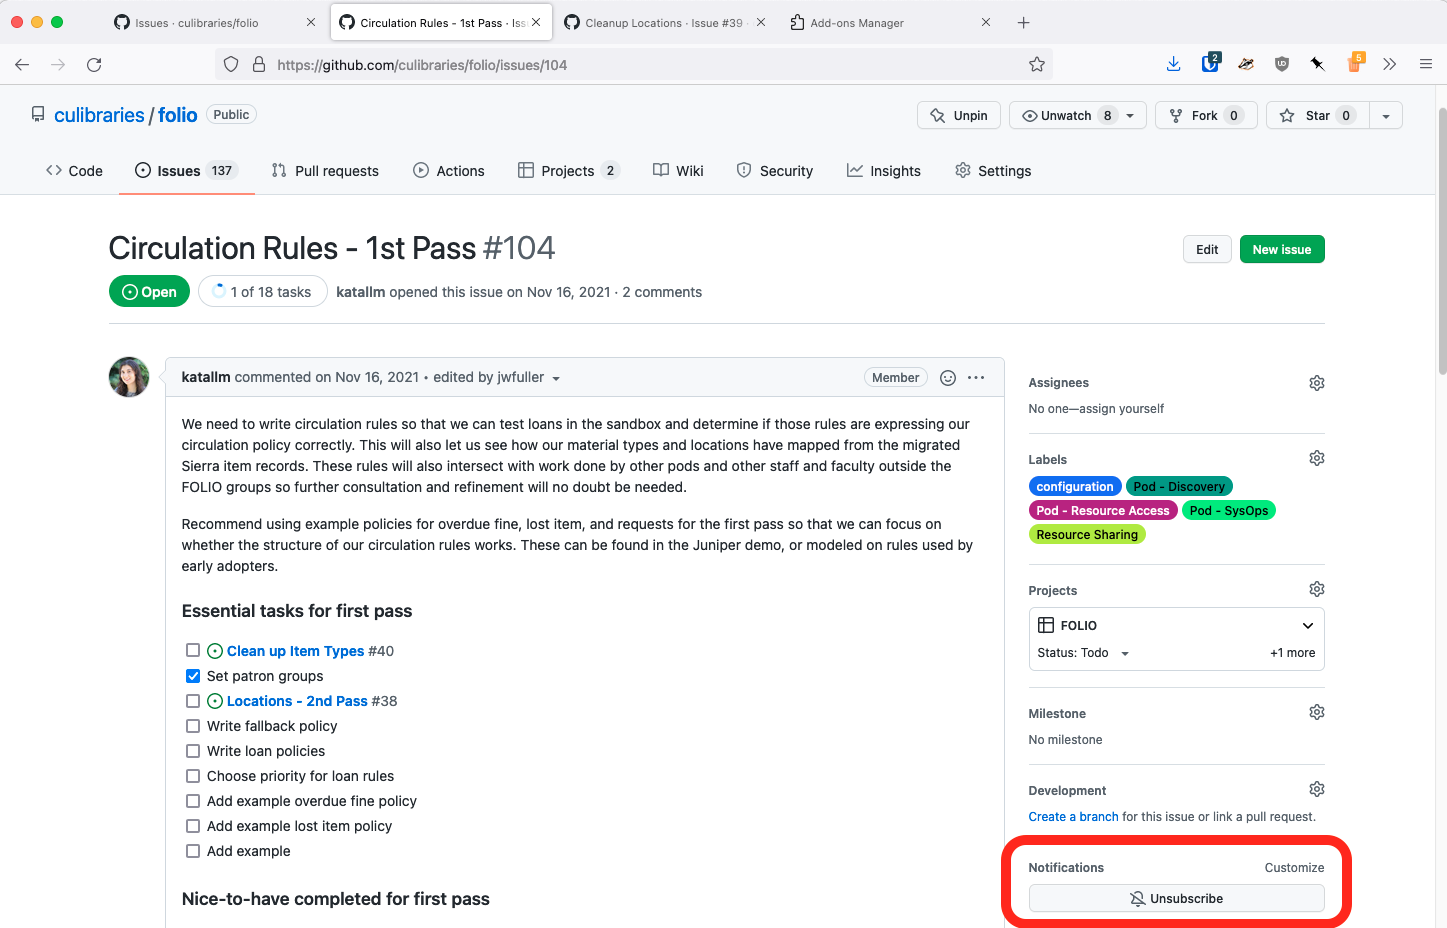 Issues · culibraries/folio
Circulation Rules - 1st Pass · Iss
Cleanup Locations · Issue #39 ·
Add-ons Manager
https://github.com/culibraries/folio/issues/104
2
5
culibraries / folio Public
Unpin
Unwatch 8
Fork 0
Star 0
Code
Issues 137
Pull requests
Actions
Projects 2
Wiki
Security
Insights
Settings
Circulation Rules - 1st Pass #104
Edit
New issue
Open
1 of 18 tasks
katallm opened this issue on Nov 16, 2021 · 2 comments
katallm commented on Nov 16, 2021 • edited by jwfuller
Member
We need to write circulation rules so that we can test loans in the sandbox and determine if those rules are expressing our
circulation policy correctly. This will also let us see how our material types and locations have mapped from the migrated
Sierra item records. These rules will also intersect with work done by other pods and other staff and faculty outside the
FOLIO groups so further consultation and refinement will no doubt be needed.
Recommend using example policies for overdue fine, lost item, and requests for the first pass so that we can focus on
whether the structure of our circulation rules works. These can be found in the Juniper demo, or modeled on rules used by
early adopters.
Essential tasks for first pass
Clean up Item Types #40
Set patron groups
Locations - 2nd Pass #38
Write fallback policy
Write loan policies
Choose priority for loan rules
Add example overdue fine policy
Add example lost item policy
Add example
Nice-to-have completed for first pass
Assignees
No one—assign yourself
Labels
configuration
Pod - Discovery
Pod - Resource Access
Pod - SysOps
Resource Sharing
Projects
FOLIO
Status: Todo
+1 more
Milestone
No milestone
Development
Create a branch for this issue or link a pull request.
Notifications
Customize
Unsubscribe